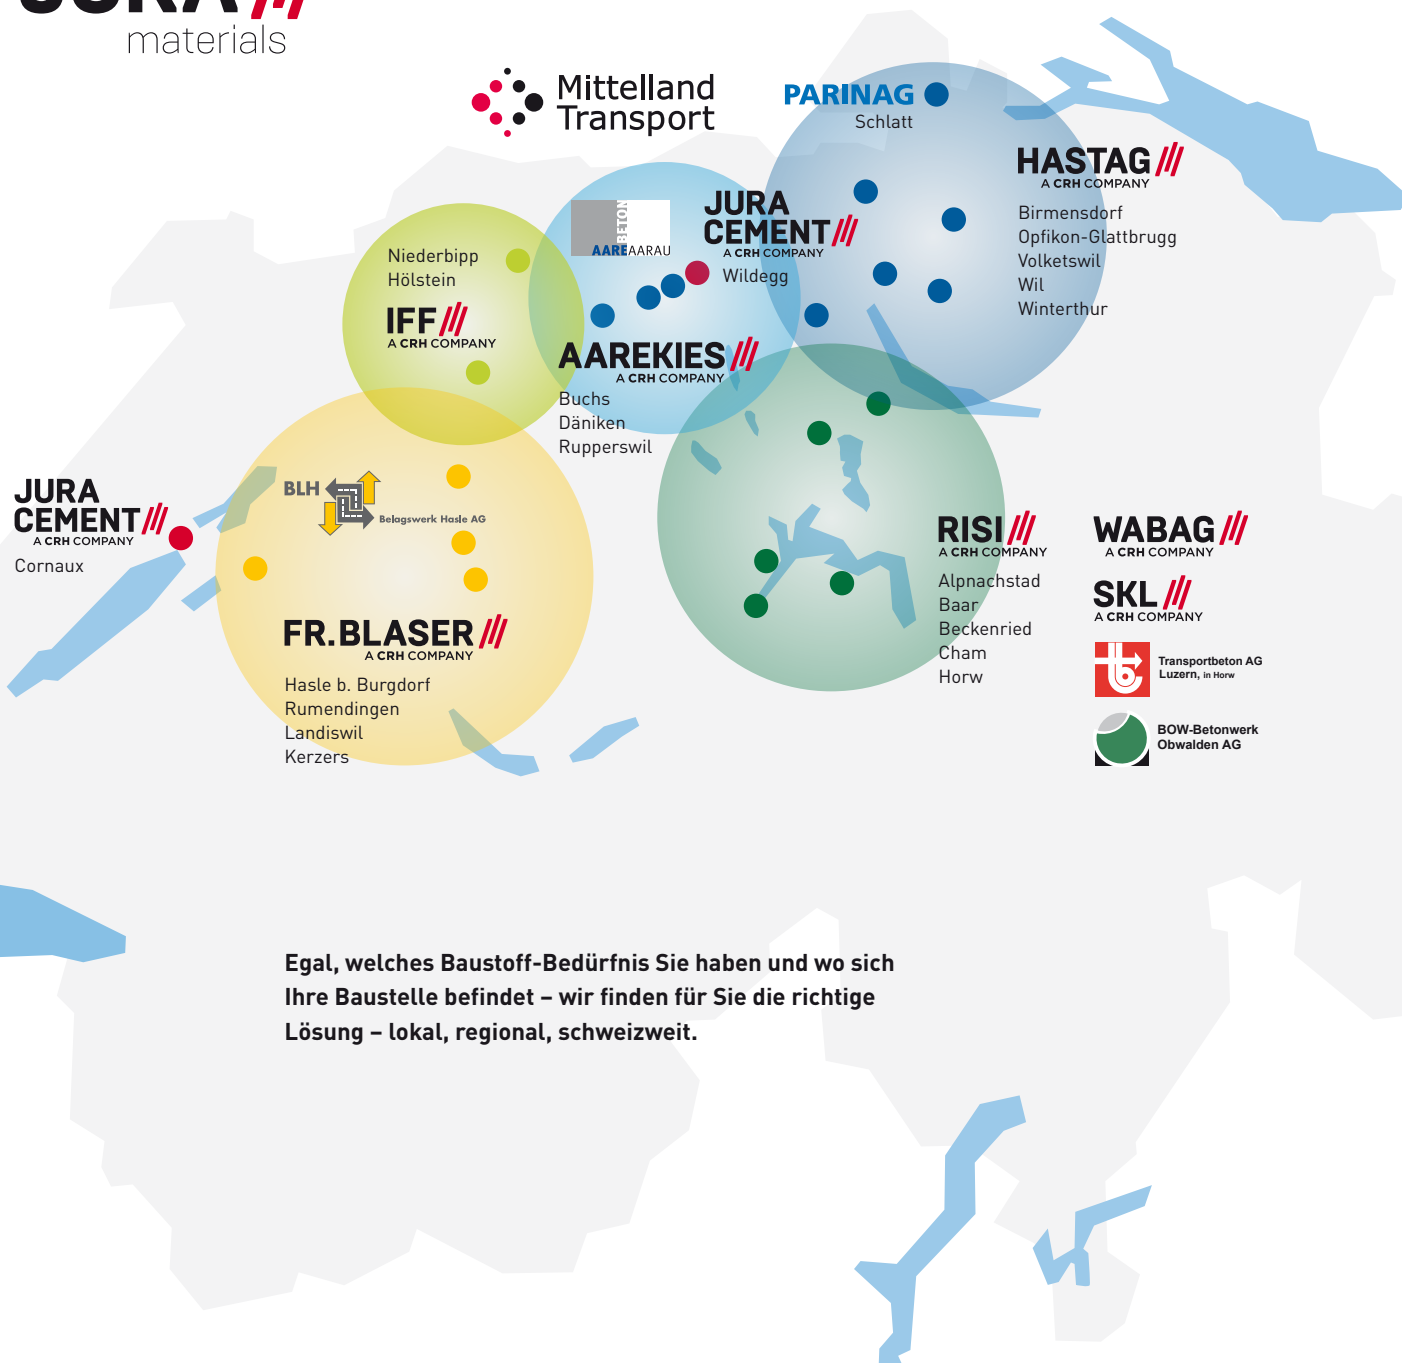 JURA
materials
Mittelland
Transport
PARINAG
Schlatt
HASTAG
A CRH COMPANY
Birmensdorf
Opfikon-Glattbrugg
Volketswil
Wil
Winterthur
BETON
AAREAARAU
JURA
CEMENT
A CRH COMPANY
Wildegg
Niederbipp
Hölstein
IFF
A CRH COMPANY
AAREKIES
A CRH COMPANY
Buchs
Däniken
Rupperswil
JURA
CEMENT
A CRH COMPANY
Cornaux
BLH
Belagswerk Hasle AG
FR.BLASER
A CRH COMPANY
Hasle b. Burgdorf
Rumendingen
Landiswil
Kerzers
RISI
A CRH COMPANY
Alpnachstad
Baar
Beckenried
Cham
Horw
WABAG
A CRH COMPANY
SKL
A CRH COMPANY
tb
Transportbeton AG
Luzern, in Horw
BOW-Betonwerk
Obwalden AG
Egal, welches Baustoff-Bedürfnis Sie haben und wo sich
Ihre Baustelle befindet – wir finden für Sie die richtige
Lösung – lokal, regional, schweizweit.